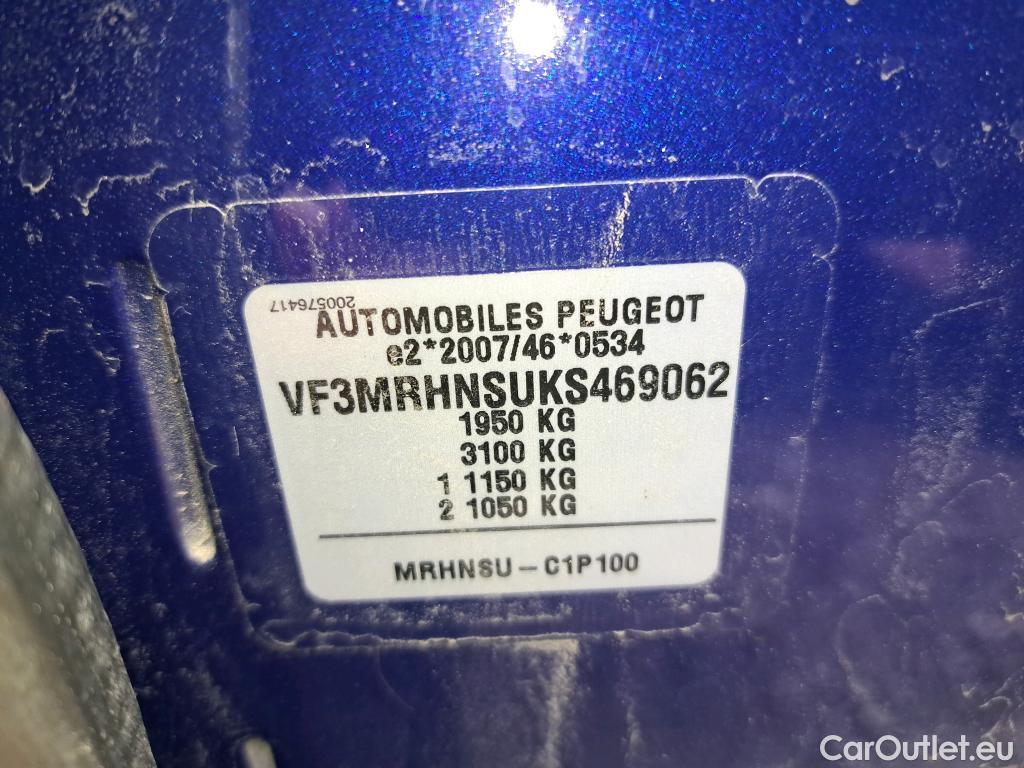 200576417
AUTOMOBILES PEUGEOT
e2*2007/46*0534
VF3MRHNSUKS469062
1950 KG
3100 KG
1 1150 KG
2 1050 KG
MRHNSU – C1P100
CarOutlet.eu